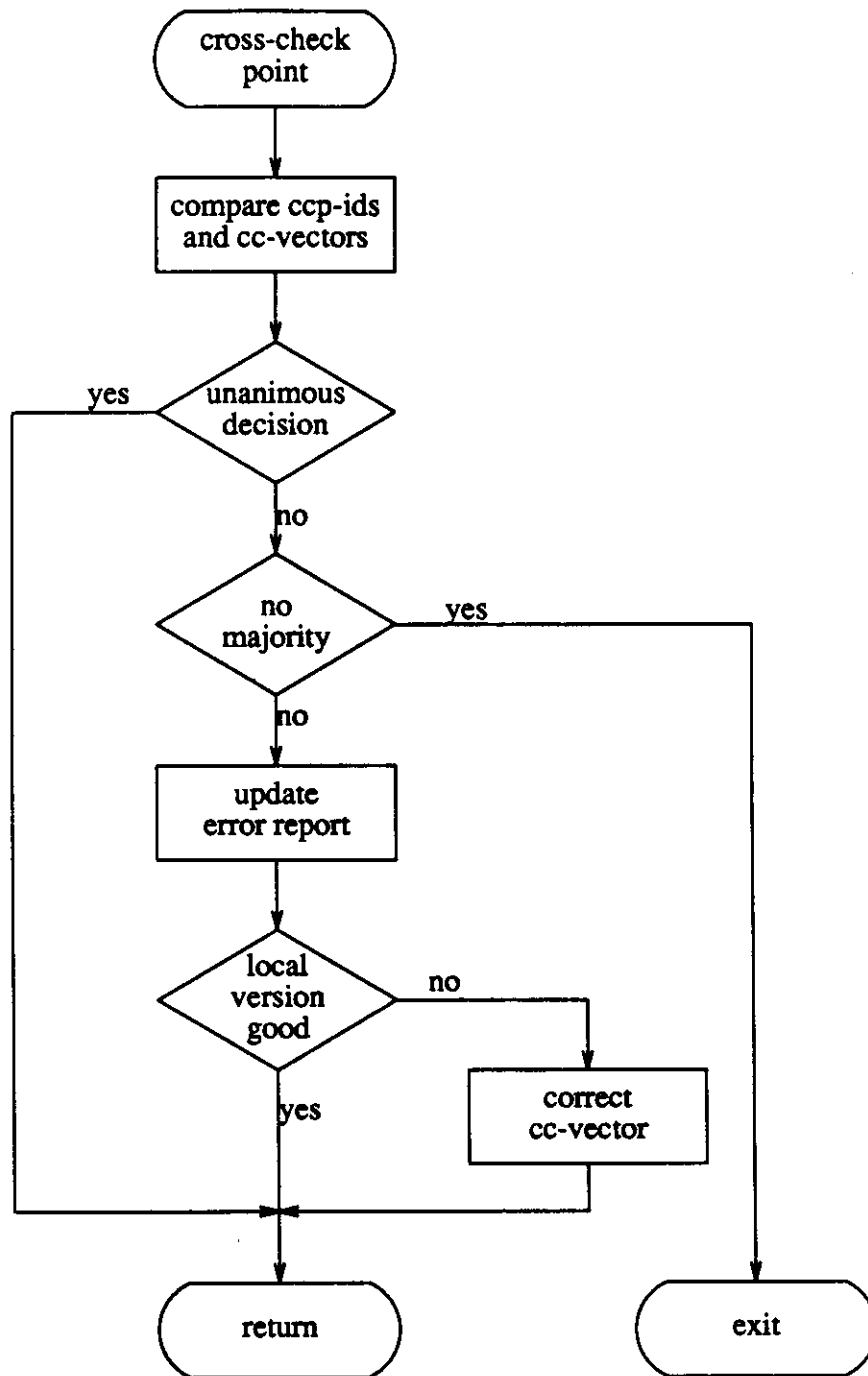 cross-check
point
compare ccp-ids
and cc-vectors
yes
unanimous
decision
no
no
majority
yes
no
update
error report
local
version
good
no
yes
correct
cc-vector
return
exit